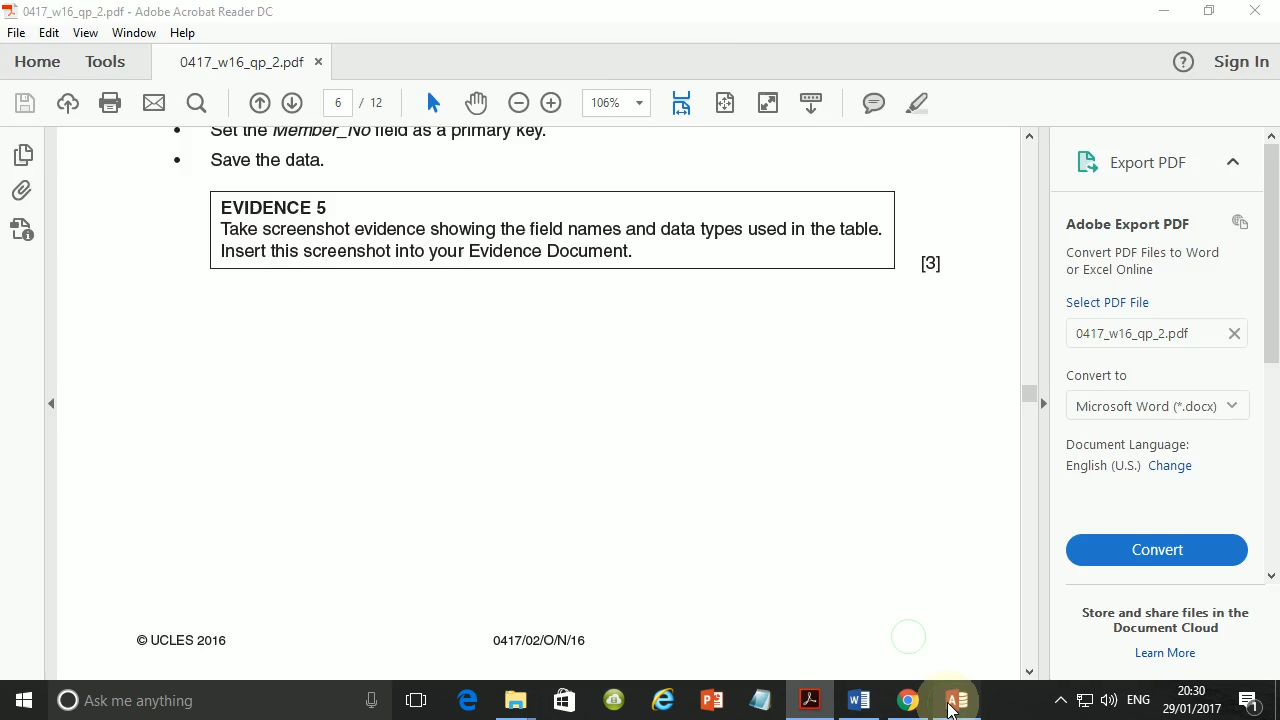 0417_w16_qp_2.pdf - Adobe Acrobat Reader DC
File Edit View Window Help
Home Tools 0417_w16_qp_2.pdf × ? Sign In
6 / 12 106%
• Set the Member_No field as a primary key.
• Save the data.
EVIDENCE 5
Take screenshot evidence showing the field names and data types used in the table.
Insert this screenshot into your Evidence Document.
[3]
© UCLES 2016 0417/02/O/N/16
Export PDF
Adobe Export PDF
Convert PDF Files to Word
or Excel Online
Select PDF File
0417_w16_qp_2.pdf
Convert to
Microsoft Word (*.docx)
Document Language:
English (U.S.) Change
Convert
Store and share files in the
Document Cloud
Learn More
Ask me anything
ENG
20:30
29/01/2017
1